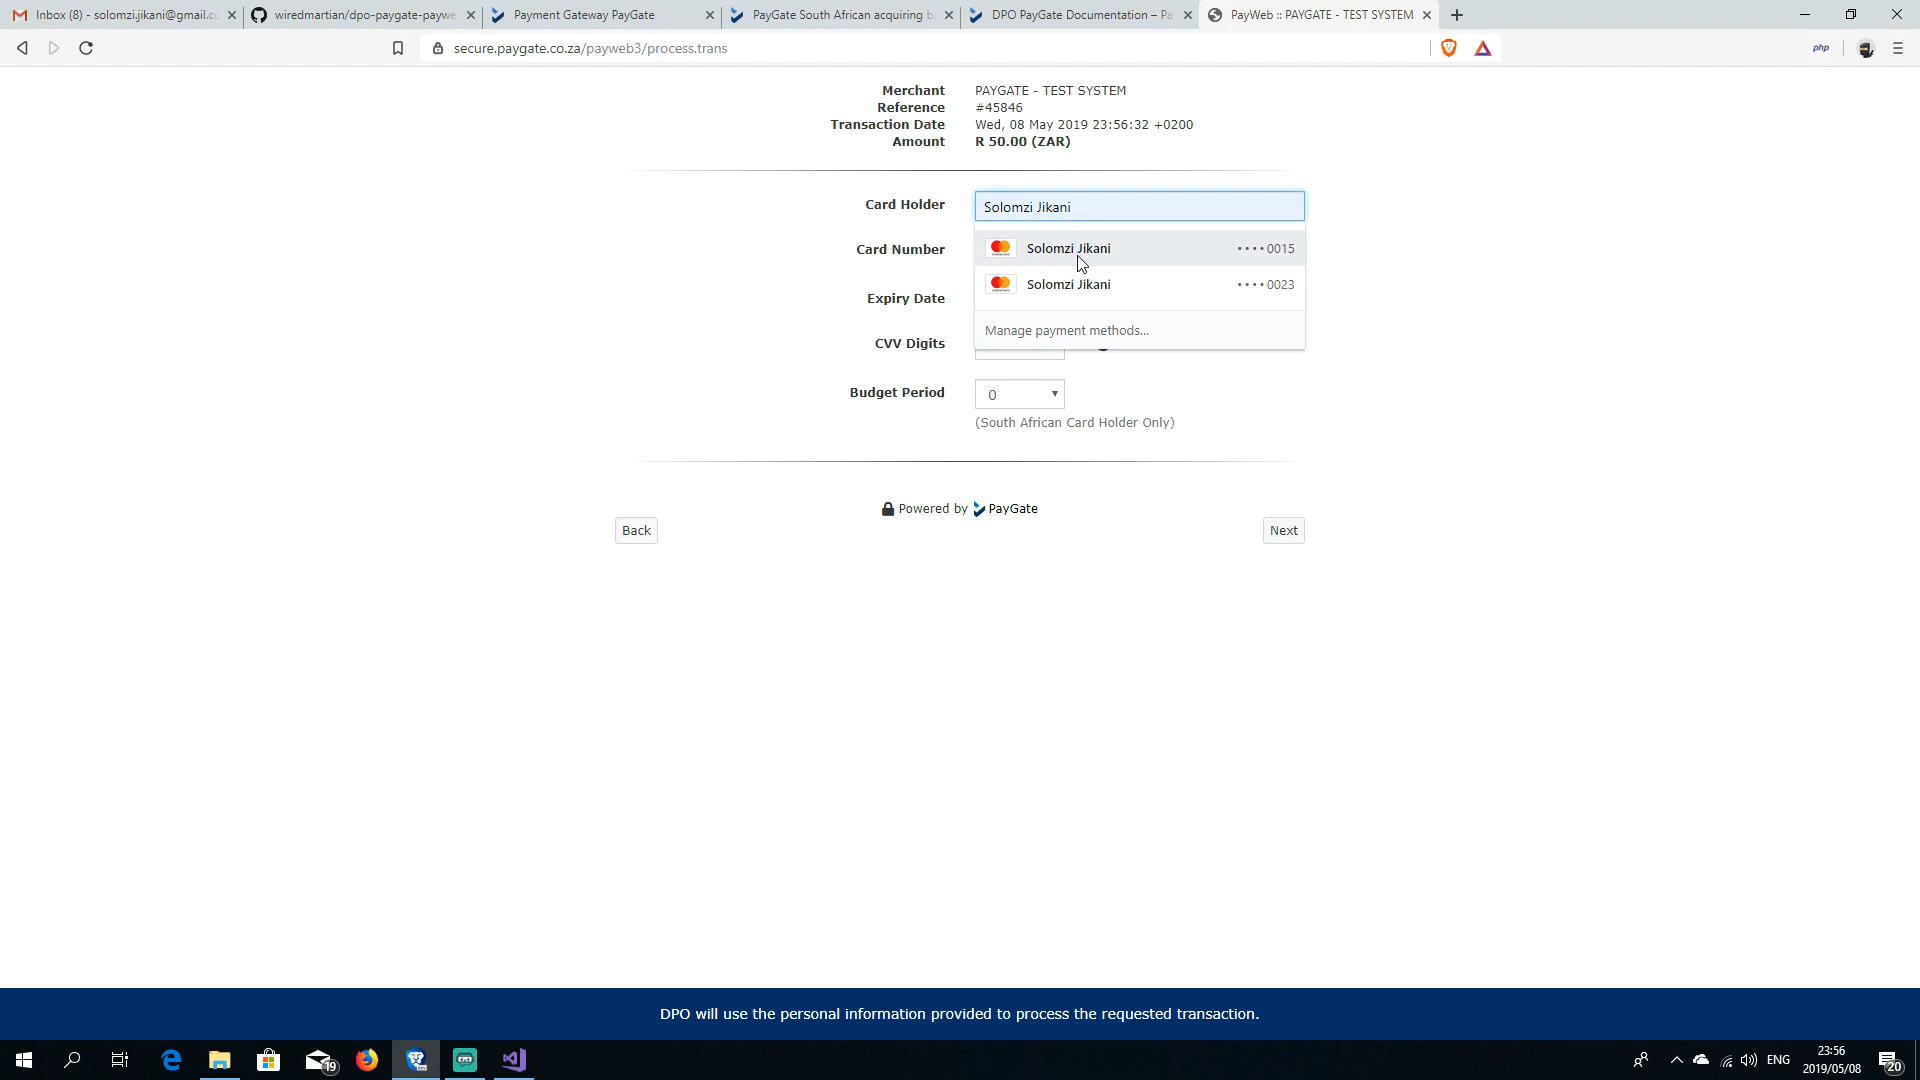 Inbox (8) - solomzi.jikani@gmail.co
wiredmartian/dpo-paygate-paywe
Payment Gateway PayGate
PayGate South African acquiring b
DPO PayGate Documentation – Pa
PayWeb :: PAYGATE - TEST SYSTEM
secure.paygate.co.za/payweb3/process.trans
php
Merchant PAYGATE - TEST SYSTEM
Reference #45846
Transaction Date Wed, 08 May 2019 23:56:32 +0200
Amount R 50.00 (ZAR)
Card Holder Solomzi Jikani
Solomzi Jikani ••••0015
Card Number
Solomzi Jikani ••••0023
Expiry Date
Manage payment methods...
CVV Digits
Budget Period 0
(South African Card Holder Only)
Powered by PayGate
Back
Next
DPO will use the personal information provided to process the requested transaction.
19
ENG
23:56
2019/05/08
20